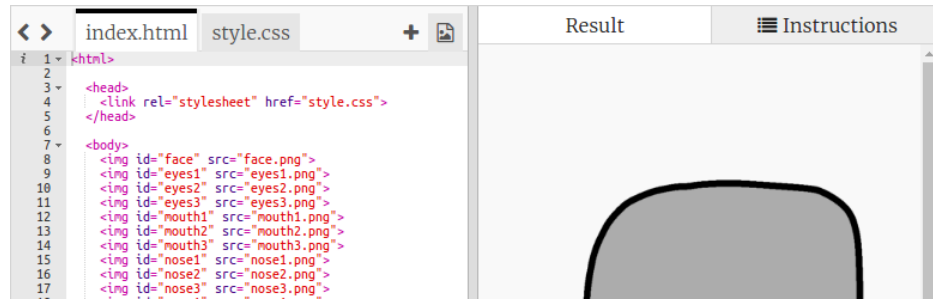 index.html style.css
Result
Instructions
i 1 <html>
2
3 <head>
4 <link rel="stylesheet" href="style.css">
5 </head>
6
7 <body>
8 <img id="face" src="face.png">
9 <img id="eyes1" src="eyes1.png">
10 <img id="eyes2" src="eyes2.png">
11 <img id="eyes3" src="eyes3.png">
12 <img id="mouth1" src="mouth1.png">
13 <img id="mouth2" src="mouth2.png">
14 <img id="mouth3" src="mouth3.png">
15 <img id="nose1" src="nose1.png">
16 <img id="nose2" src="nose2.png">
17 <img id="nose3" src="nose3.png">